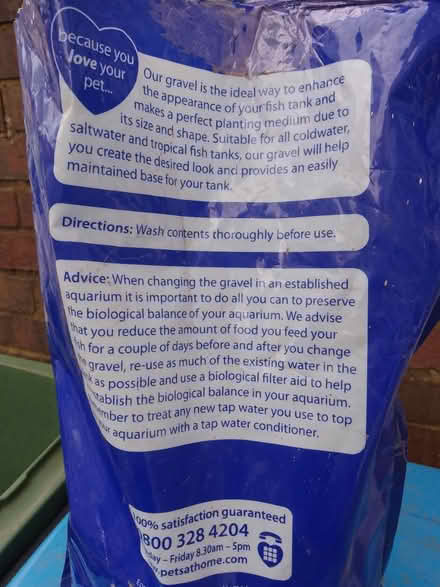 because you
love your
pet...
Our gravel is the ideal way to enhance
the appearance of your fish tank and
makes a perfect planting medium due to
its size and shape. Suitable for all coldwater,
saltwater and tropical fish tanks, our gravel will help
you create the desired look and provides an easily
maintained base for your tank.
Directions: Wash contents thoroughly before use.
Advice: When changing the gravel in an established
aquarium it is important to do all you can to preserve
the biological balance of your aquarium. We advise
that you reduce the amount of food you feed your
fish for a couple of days before and after you change
gravel, re-use as much of the existing water in the
as possible and use a biological filter aid to help
establish the biological balance in your aquarium.
ember to treat any new tap water you use to top
your aquarium with a tap water conditioner.
100% satisfaction guaranteed
0800 328 4204
day – Friday 8.30am – 5pm
.petsathome.com